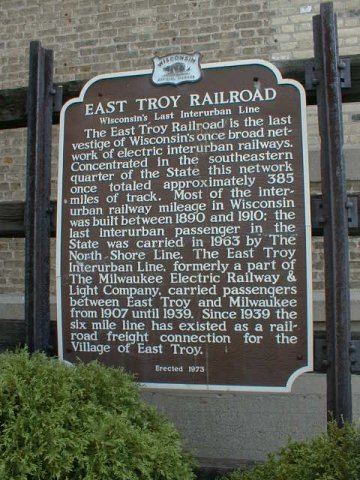 WISCONSIN
EAST TROY RAILROAD
Wisconsin's Last Interurban Line
The East Troy Railroad is the last
vestige of Wisconsin's once broad net-
work of electric interurban railways.
Concentrated in the southeastern
quarter of the State this network
once totaled approximately 385
miles of track. Most of the inter-
urban railway mileage in Wisconsin
was built between 1890 and 1910; the
last interurban passenger in the
State was carried in 1963 by The
North Shore Line. The East Troy
Interurban Line, formerly a part of
The Milwaukee Electric Railway &
Light Company, carried passengers
between East Troy and Milwaukee
from 1907 until 1939. Since 1939 the
six mile line has existed as a rail-
road freight connection for the
Village of East Troy.
Erected 1973